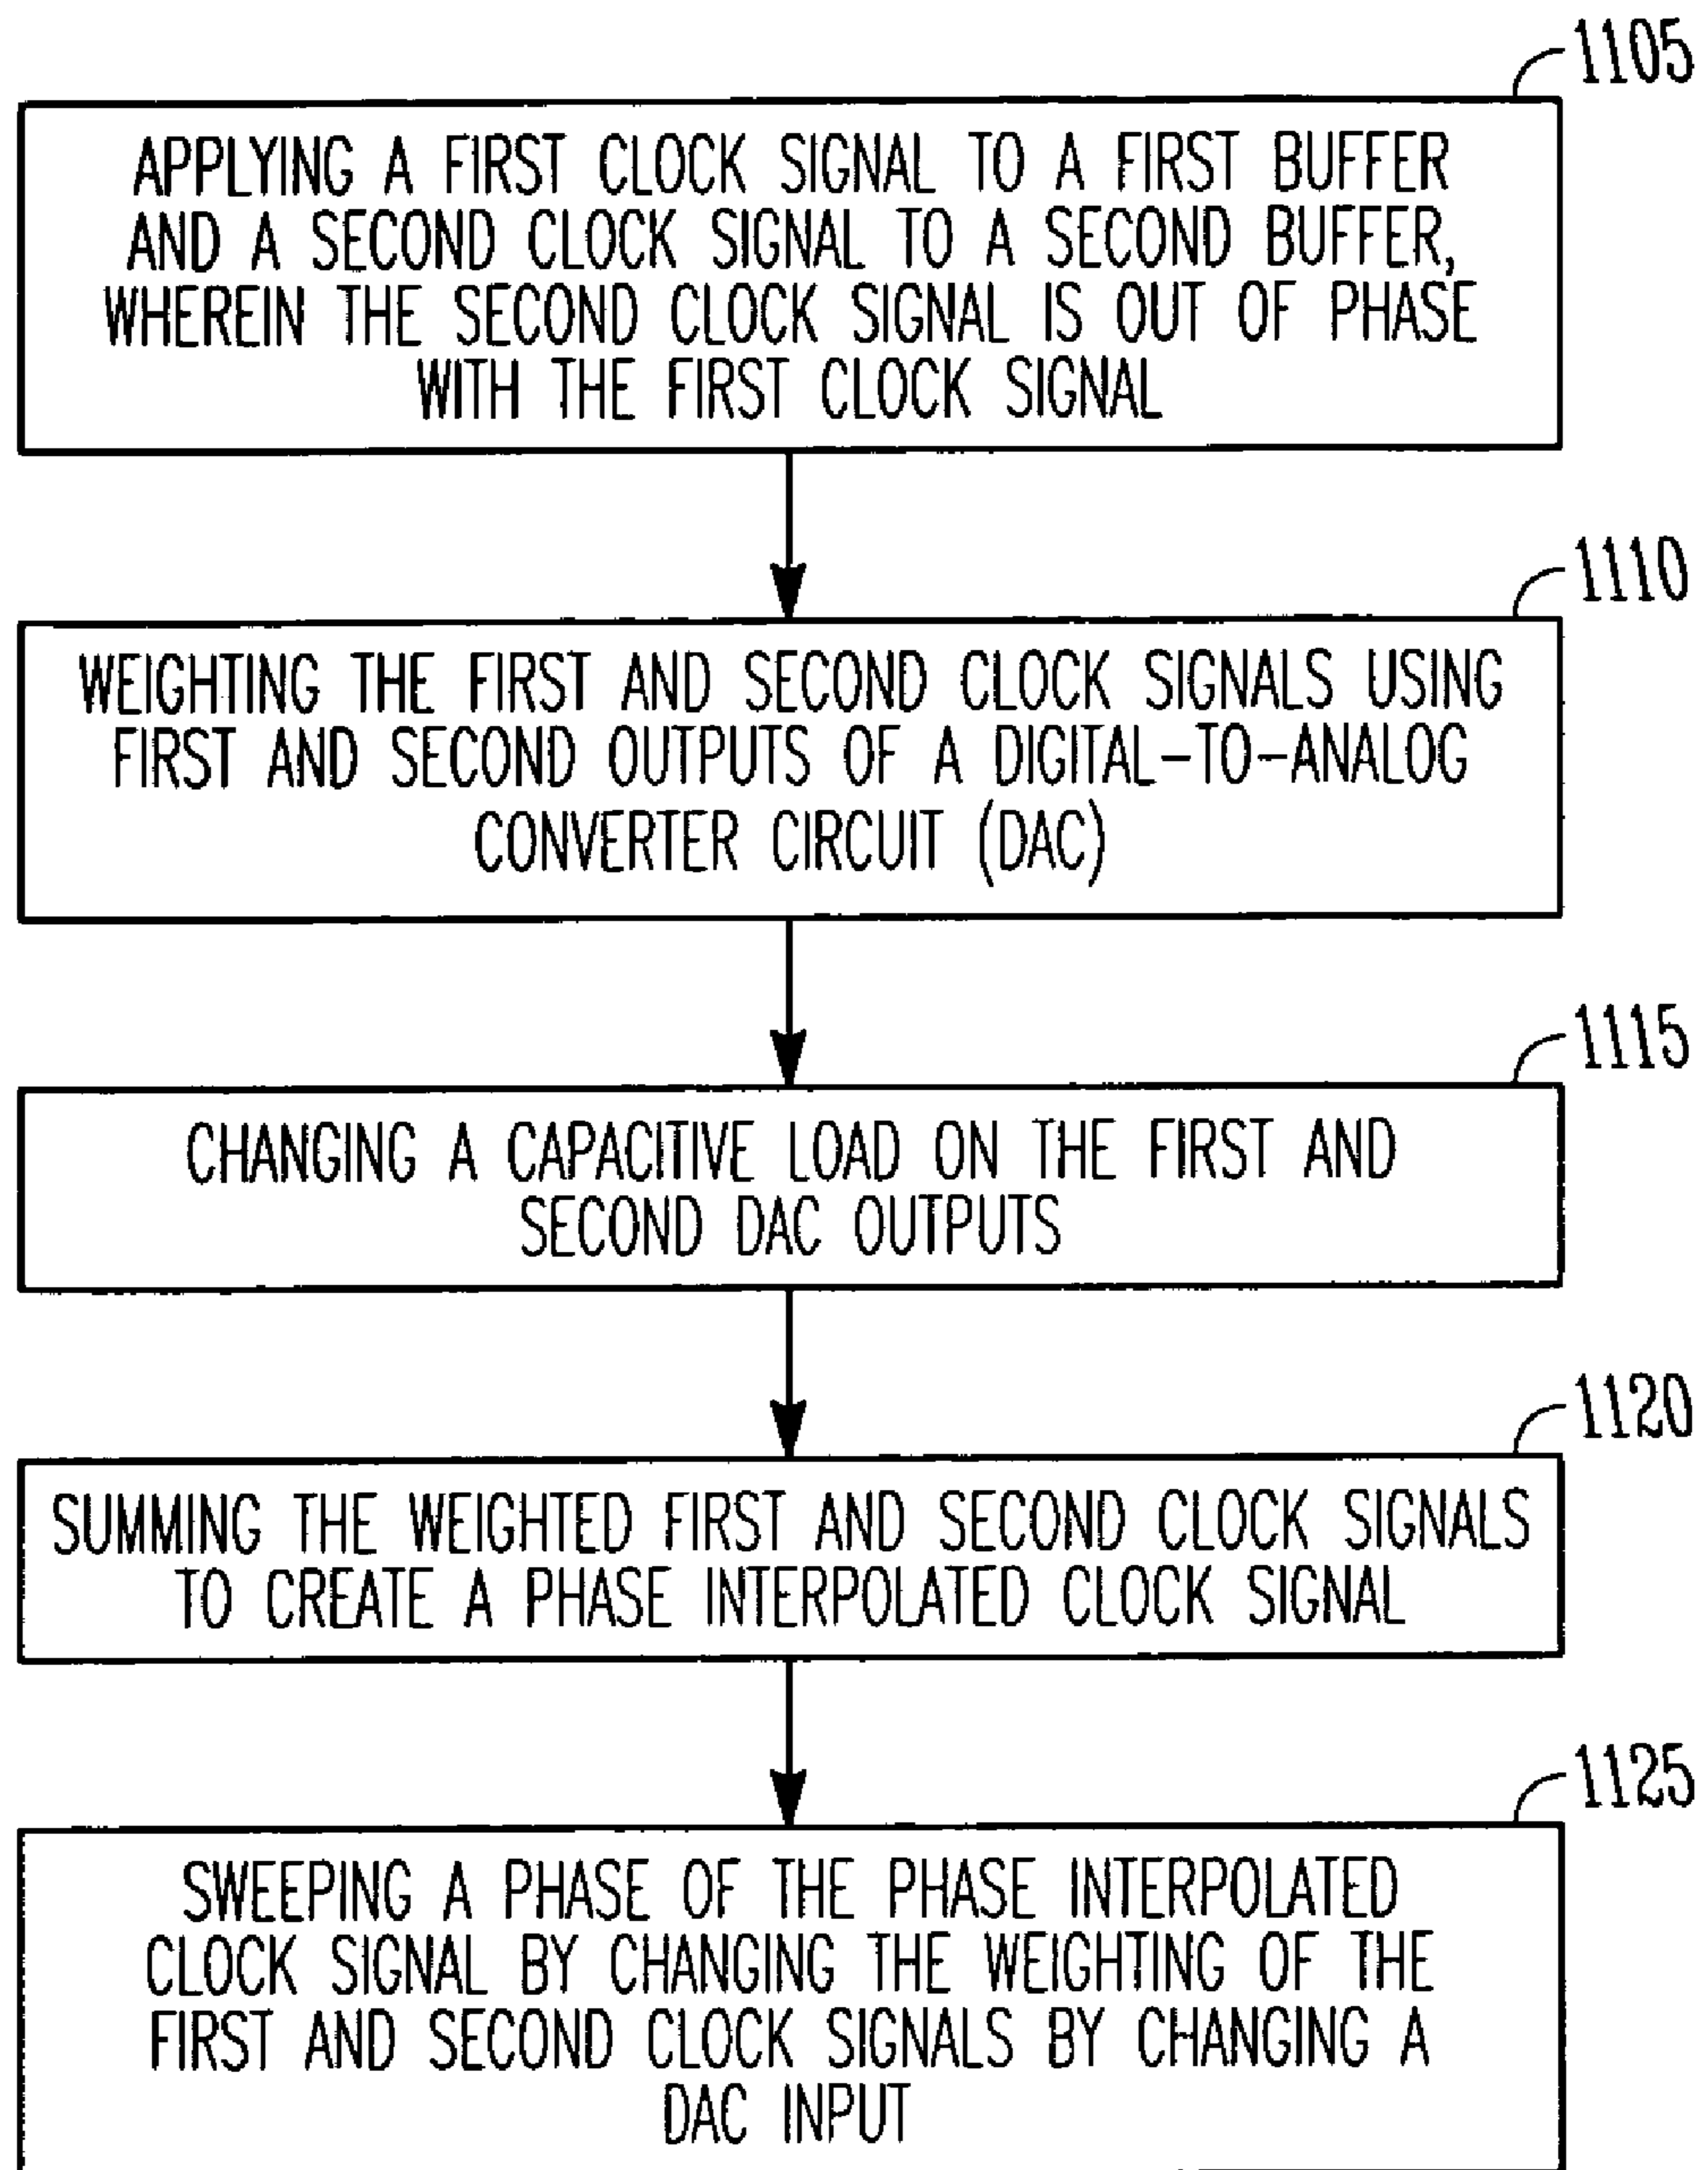 1105
APPLYING A FIRST CLOCK SIGNAL TO A FIRST BUFFER
AND A SECOND CLOCK SIGNAL TO A SECOND BUFFER,
WHEREIN THE SECOND CLOCK SIGNAL IS OUT OF PHASE
WITH THE FIRST CLOCK SIGNAL
1110
WEIGHTING THE FIRST AND SECOND CLOCK SIGNALS USING
FIRST AND SECOND OUTPUTS OF A DIGITAL-TO-ANALOG
CONVERTER CIRCUIT (DAC)
1115
CHANGING A CAPACITIVE LOAD ON THE FIRST AND
SECOND DAC OUTPUTS
1120
SUMMING THE WEIGHTED FIRST AND SECOND CLOCK SIGNALS
TO CREATE A PHASE INTERPOLATED CLOCK SIGNAL
1125
SWEEPING A PHASE OF THE PHASE INTERPOLATED
CLOCK SIGNAL BY CHANGING THE WEIGHTING OF THE
FIRST AND SECOND CLOCK SIGNALS BY CHANGING A
DAC INPUT